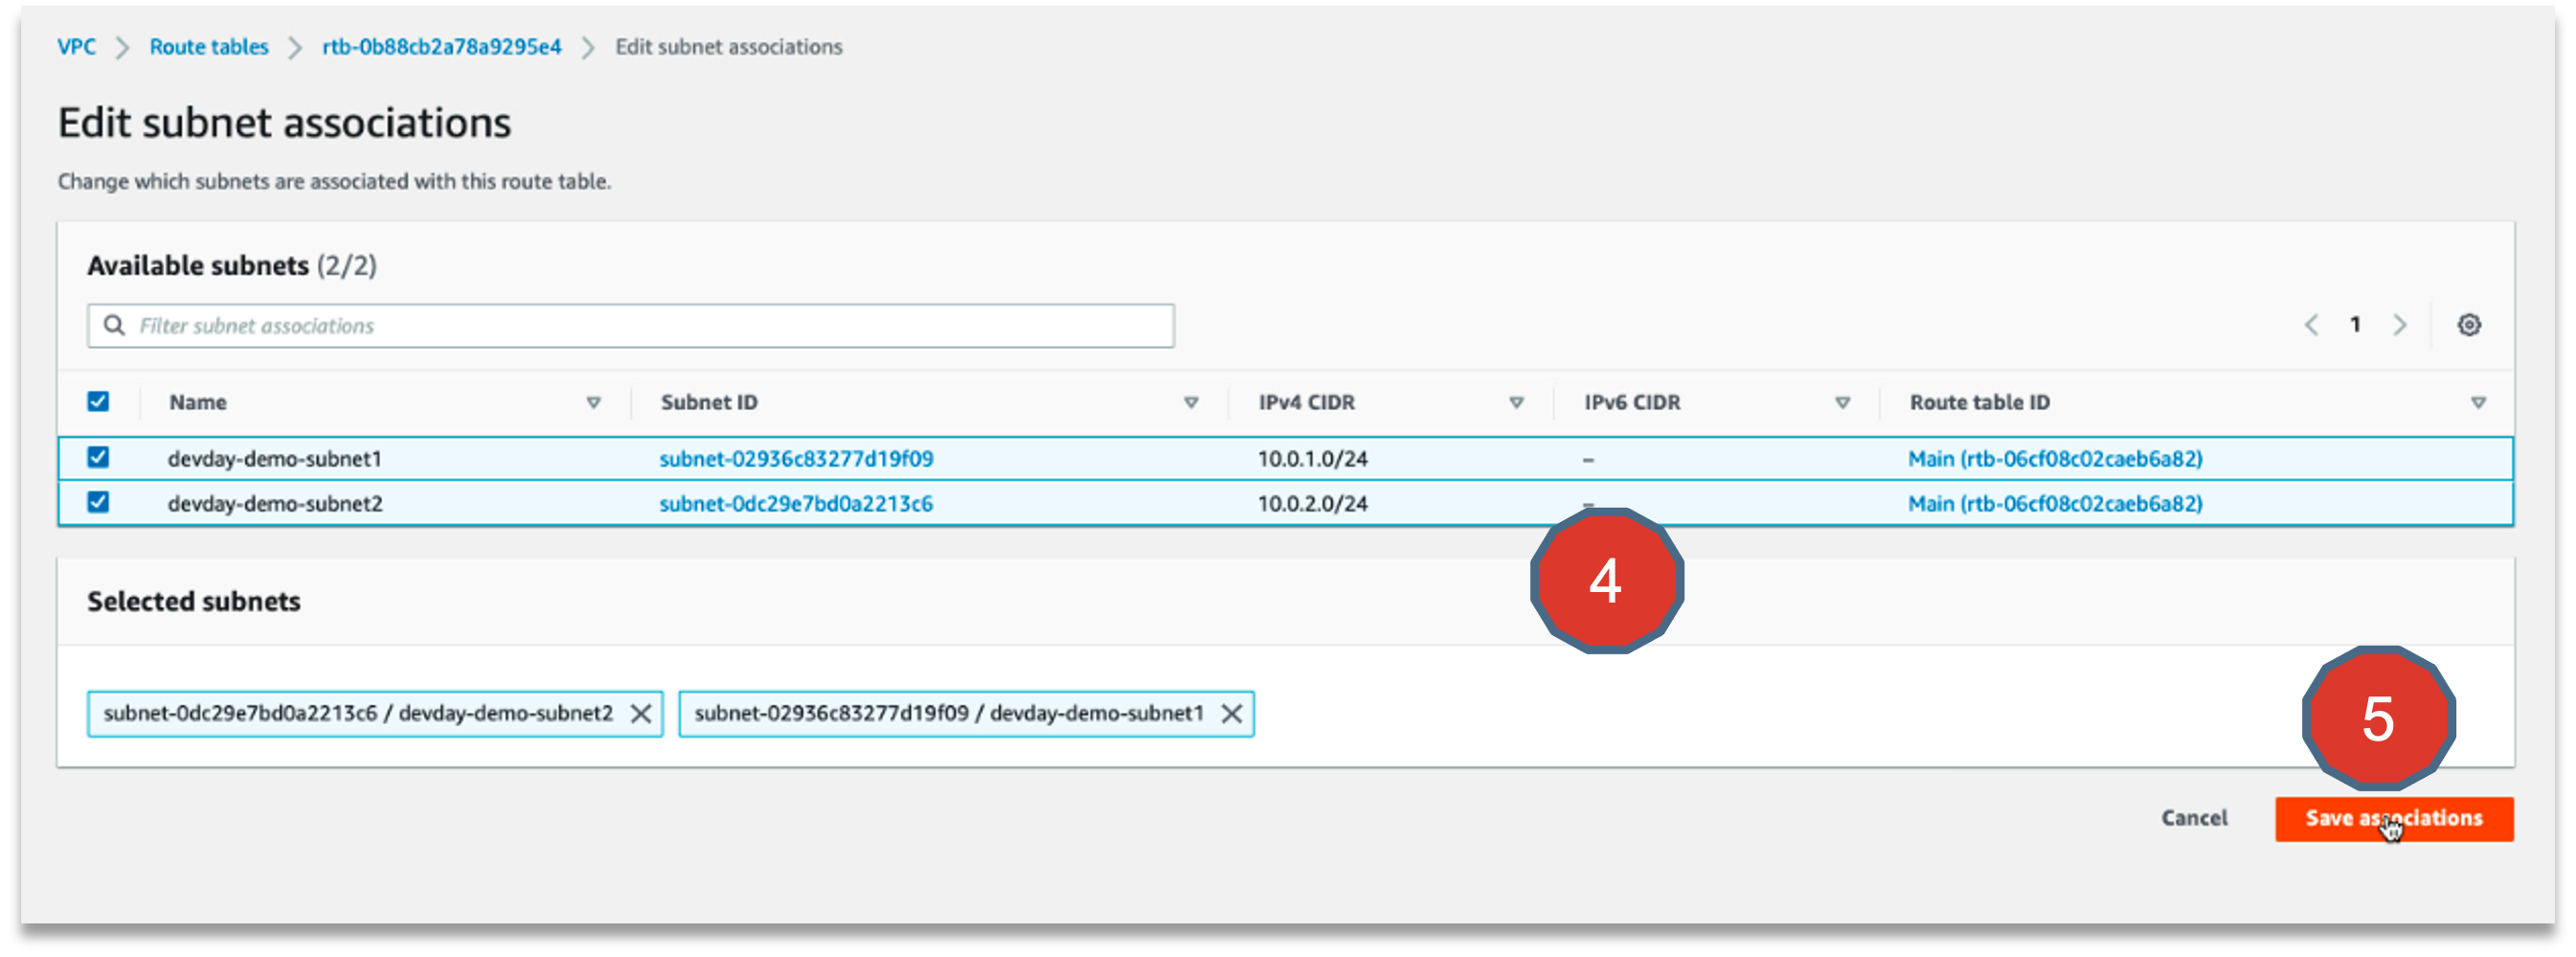 VPC > Route tables > rtb-0b88cb2a78a9295e4 > Edit subnet associations
Edit subnet associations
Change which subnets are associated with this route table.
Available subnets (2/2)
Filter subnet associations
1
Name Subnet ID IPv4 CIDR IPv6 CIDR Route table ID
devday-demo-subnet1 subnet-02936c83277d19f09 10.0.1.0/24 – Main (rtb-06cf08c02caeb6a82)
devday-demo-subnet2 subnet-0dc29e7bd0a2213c6 10.0.2.0/24 – Main (rtb-06cf08c02caeb6a82)
4
Selected subnets
subnet-0dc29e7bd0a2213c6 / devday-demo-subnet2 subnet-02936c83277d19f09 / devday-demo-subnet1
5
Cancel Save associations